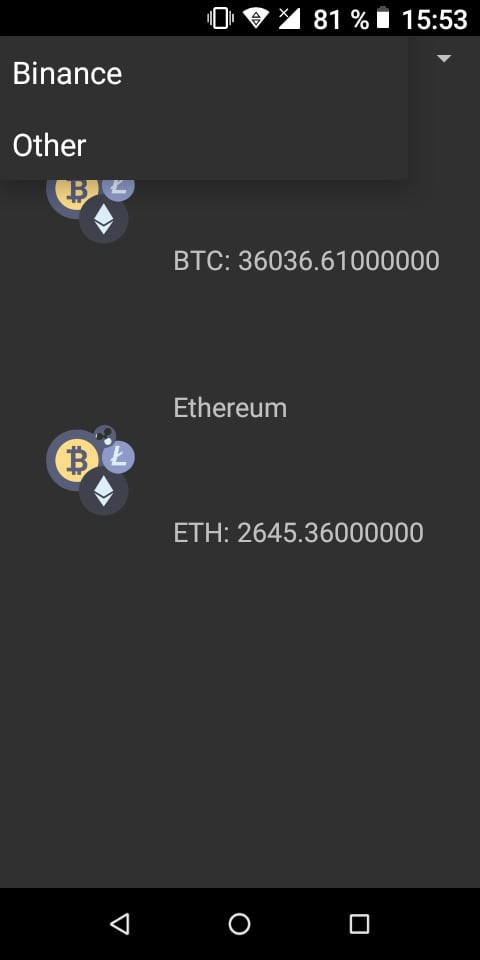 81 % 15:53
Binance
Other
BTC: 36036.61000000
Ethereum
ETH: 2645.36000000